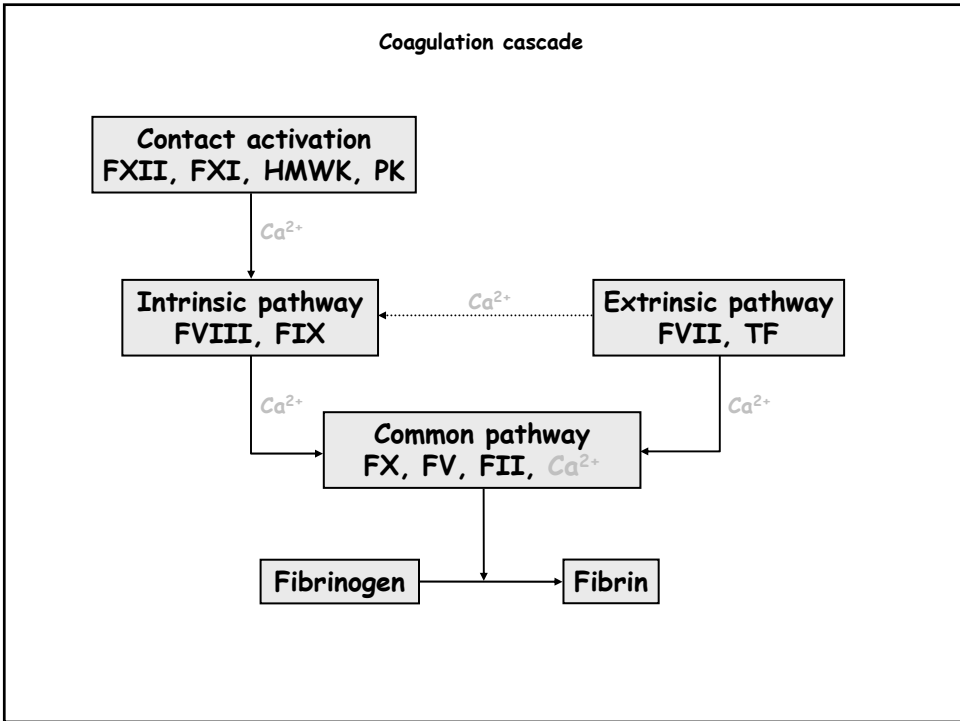 Coagulation cascade
Contact activation
FXII, FXI, HMWK, PK
Ca²⁺
Intrinsic pathway
FVIII, FIX
Ca²⁺
Extrinsic pathway
FVII, TF
Ca²⁺
Ca²⁺
Common pathway
FX, FV, FII, Ca²⁺
Fibrinogen
Fibrin